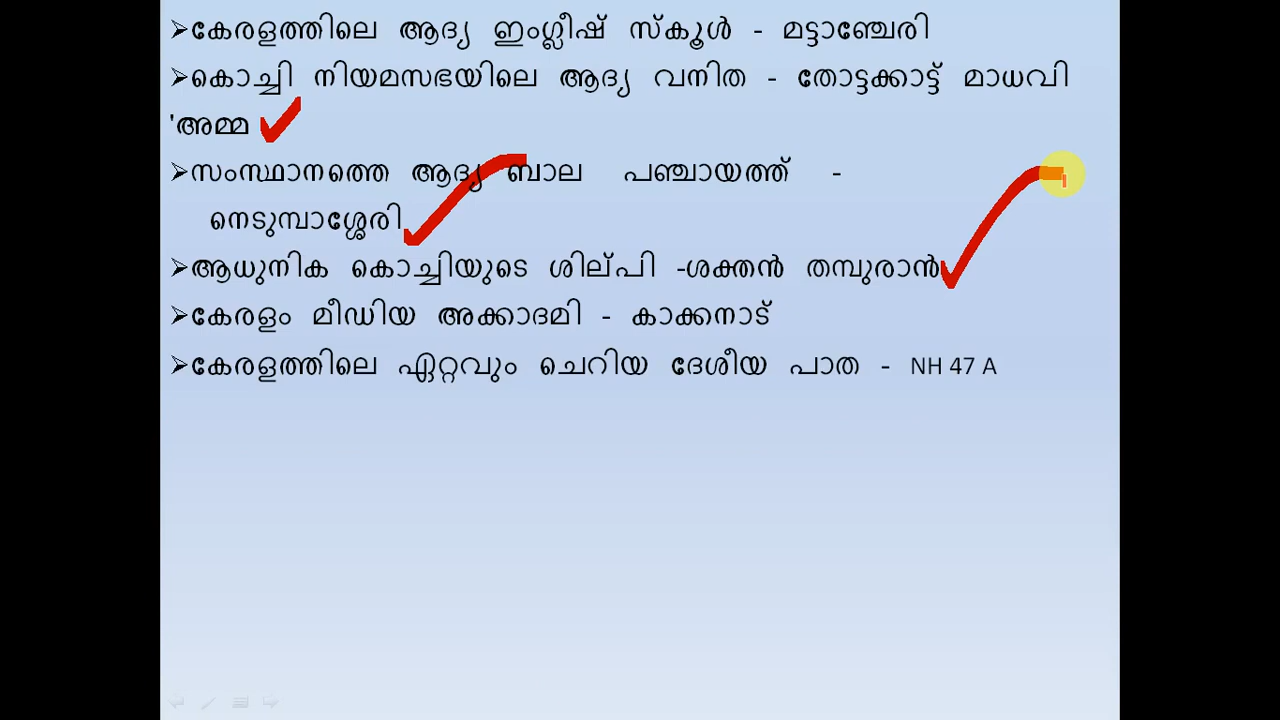 ➢കേരളത്തിലെ ആദ്യ ഇംഗ്ലീഷ് സ്കൂൾ - മട്ടാഞ്ചേരി
➢കൊച്ചി നിയമസഭയിലെ ആദ്യ വനിത - തോട്ടക്കാട്ട് മാധവി
'അമ്മ
➢സംസ്ഥാനത്തെ ആദ്യ ബാല പഞ്ചായത്ത് -
നെടുമ്പാശ്ശേരി
➢ആധുനിക കൊച്ചിയുടെ ശില്പി -ശക്തൻ തമ്പുരാൻ
➢കേരളം മീഡിയ അക്കാദമി - കാക്കനാട്
➢കേരളത്തിലെ ഏറ്റവും ചെറിയ ദേശീയ പാത - NH 47 A